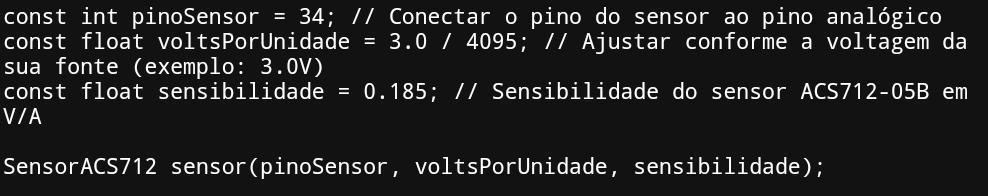 const int pinoSensor = 34; // Conectar o pino do sensor ao pino analógico
const float voltsPorUnidade = 3.0 / 4095; // Ajustar conforme a voltagem da
sua fonte (exemplo: 3.0V)
const float sensibilidade = 0.185; // Sensibilidade do sensor ACS712-05B em
V/A

SensorACS712 sensor(pinoSensor, voltsPorUnidade, sensibilidade);